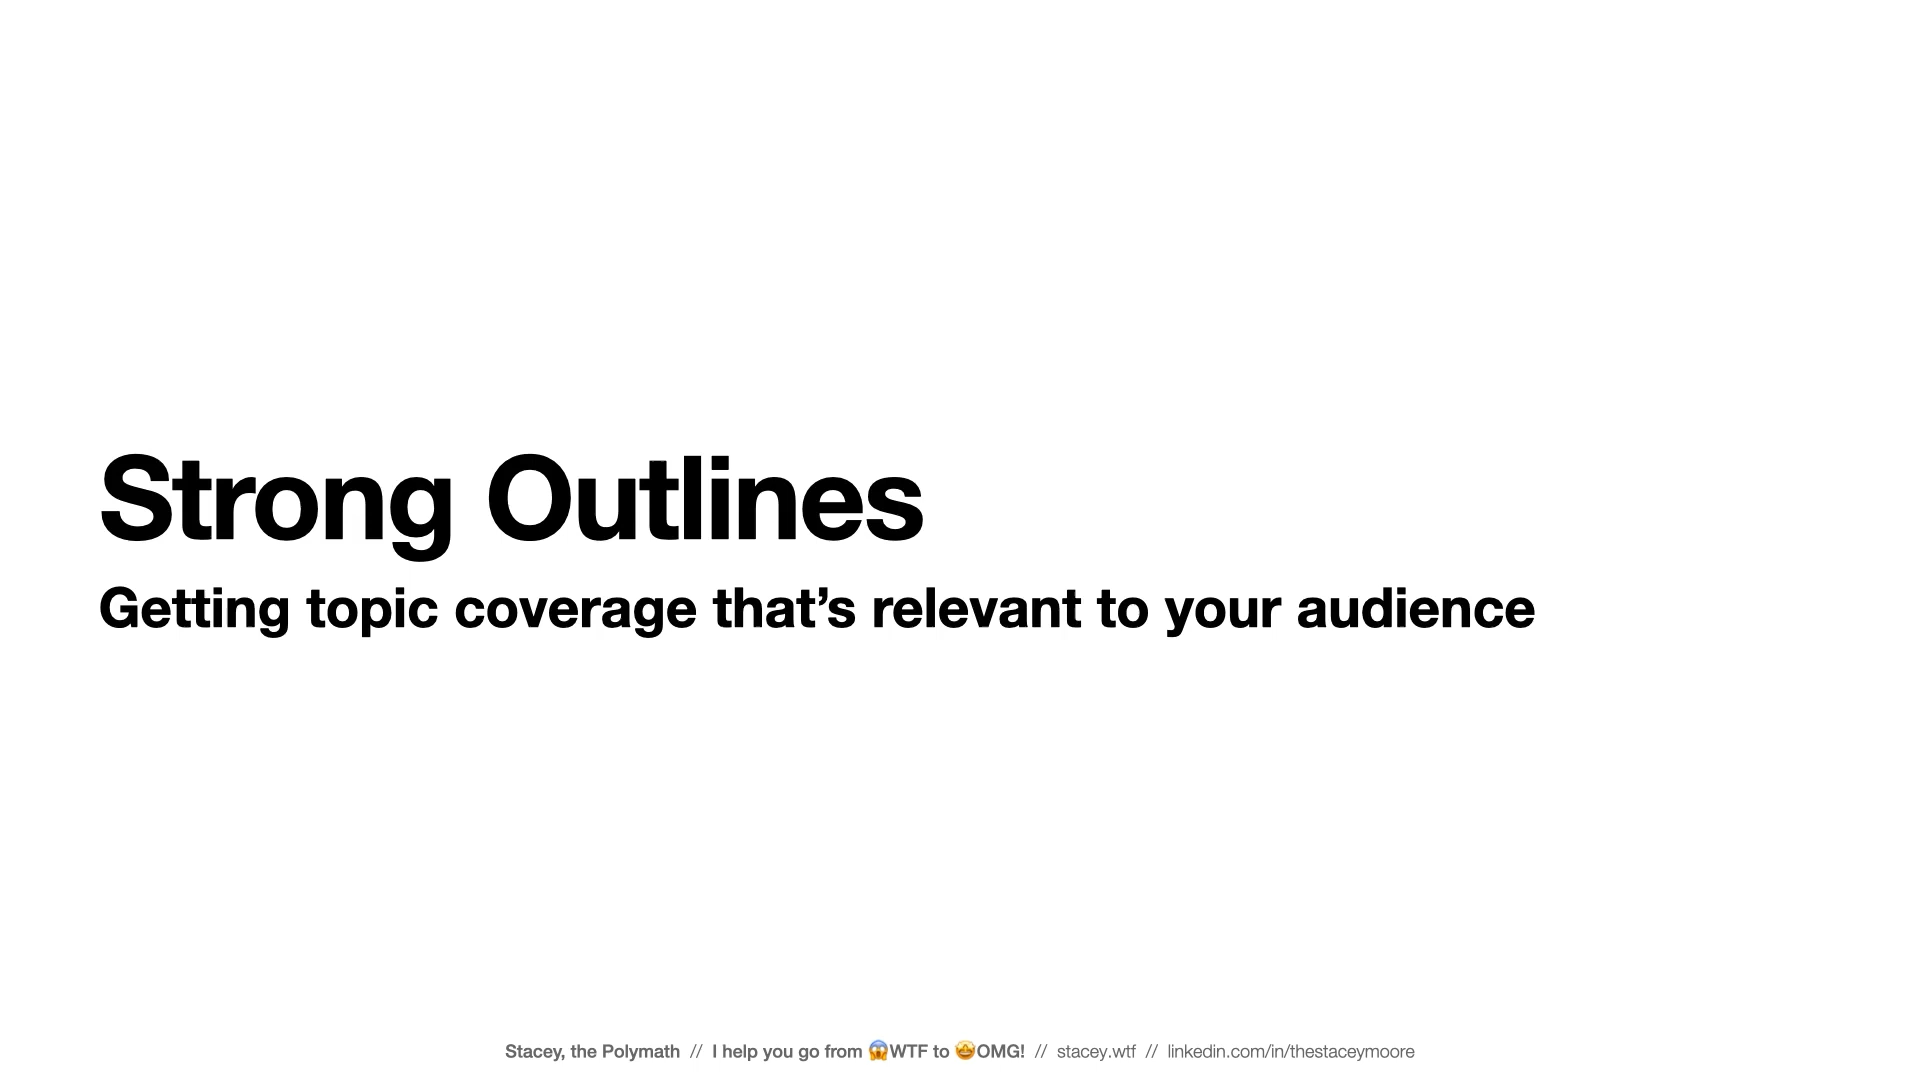 Strong Outlines
Getting topic coverage that’s relevant to your audience
Stacey, the Polymath // I help you go from 😱WTF to 🤩OMG! // stacey.wtf // linkedin.com/in/thestaceymoore